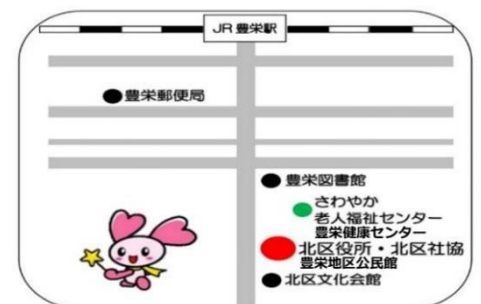 JR 豊栄駅
豊栄郵便局
豊栄図書館
さわやか
老人福祉センター
豊栄健康センター
北区役所・北区社協
豊栄地区公民館
北区文化会館